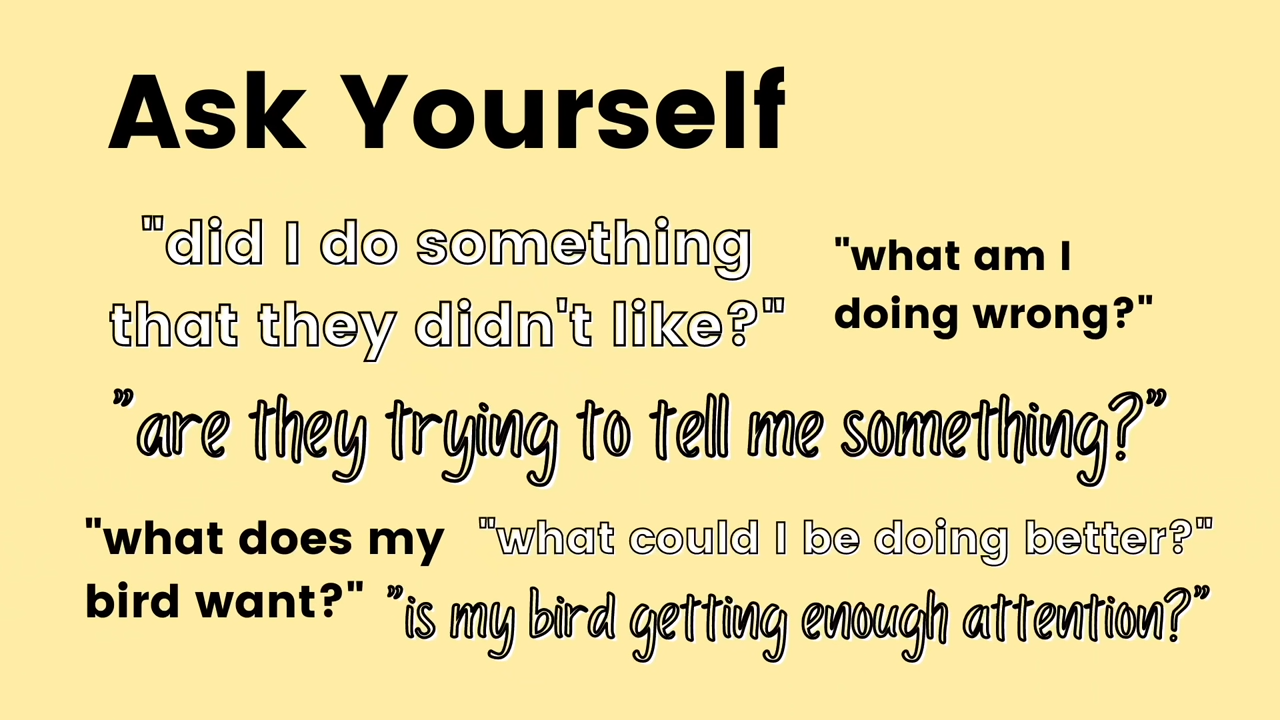 Ask Yourself
"did I do something
that they didn't like?"
"what am I
doing wrong?"
"are they trying to tell me something?"
"what does my
bird want?"
"what could I be doing better?"
"is my bird getting enough attention?"